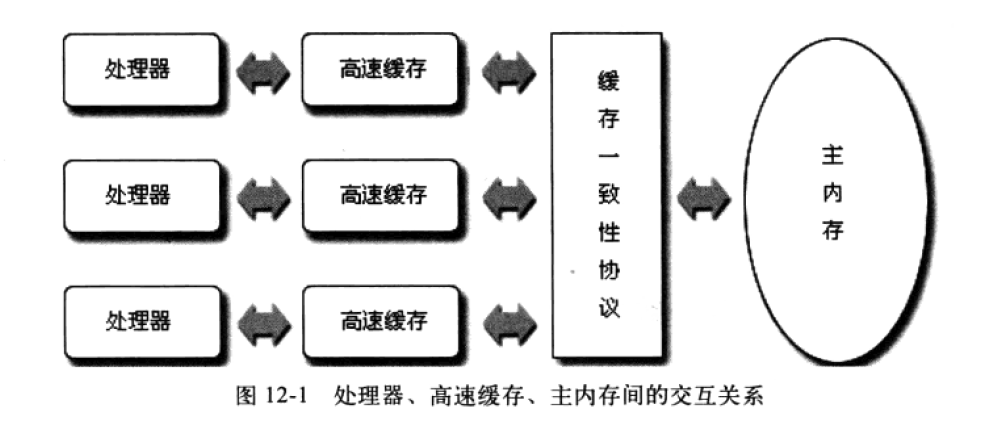 处理器 高速缓存
处理器 高速缓存
处理器 高速缓存
缓存一致性协议
主内存
图 12-1 处理器、高速缓存、主内存间的交互关系